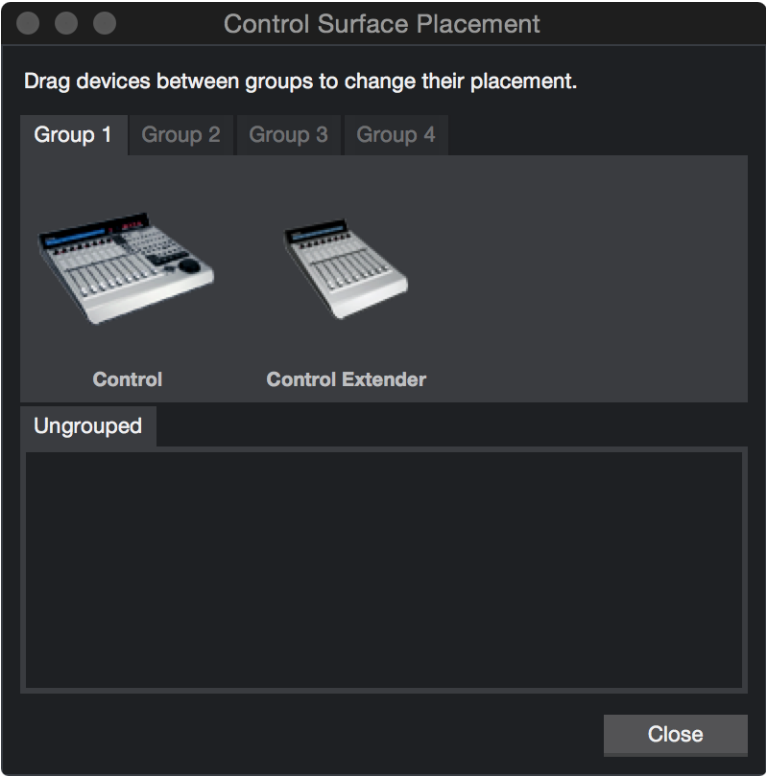 Control Surface Placement
Drag devices between groups to change their placement.
Group 1 Group 2 Group 3 Group 4
Control Control Extender
Ungrouped
Close